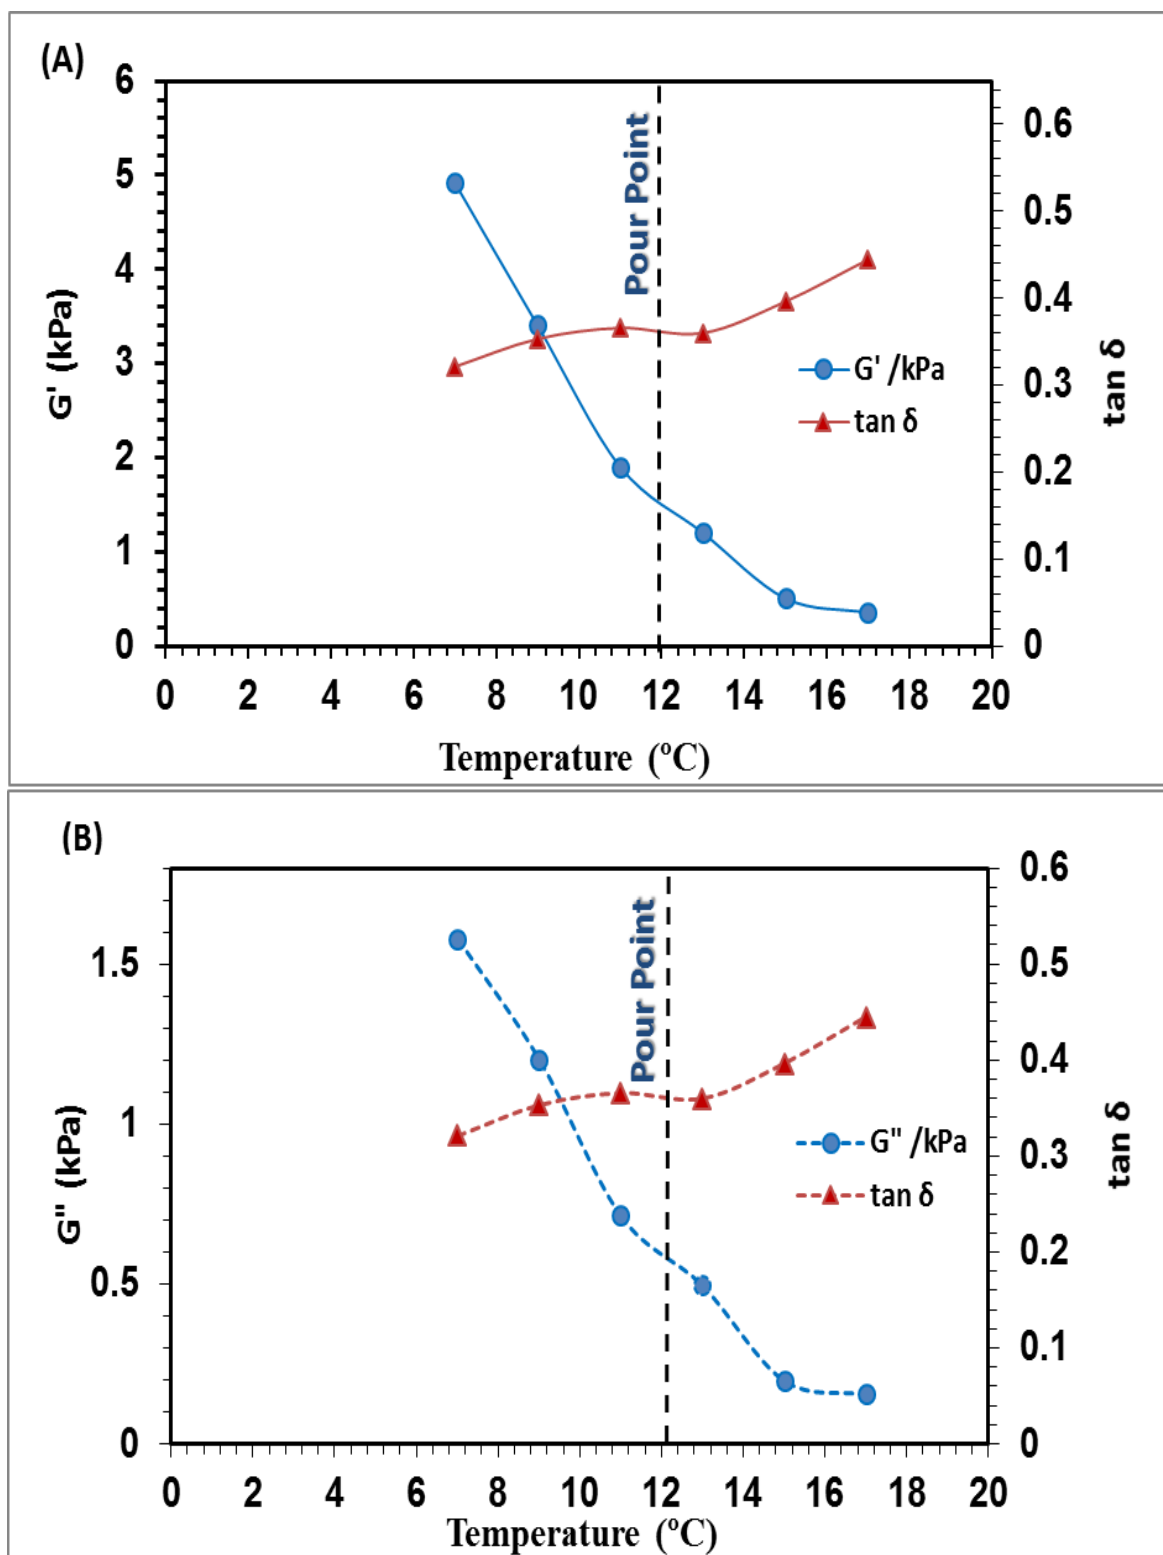 (A)
6
5
4
3
2
1
0
G' (kPa)
Pour Point
0.6
0.5
0.4
0.3
0.2
0.1
0
tan δ
G' /kPa
tan δ
0 2 4 6 8 10 12 14 16 18 20
Temperature (ºC)
(B)
1.5
1
0.5
0
G" (kPa)
Pour Point
0.6
0.5
0.4
0.3
0.2
0.1
0
tan δ
G" /kPa
tan δ
0 2 4 6 8 10 12 14 16 18 20
Temperature (ºC)